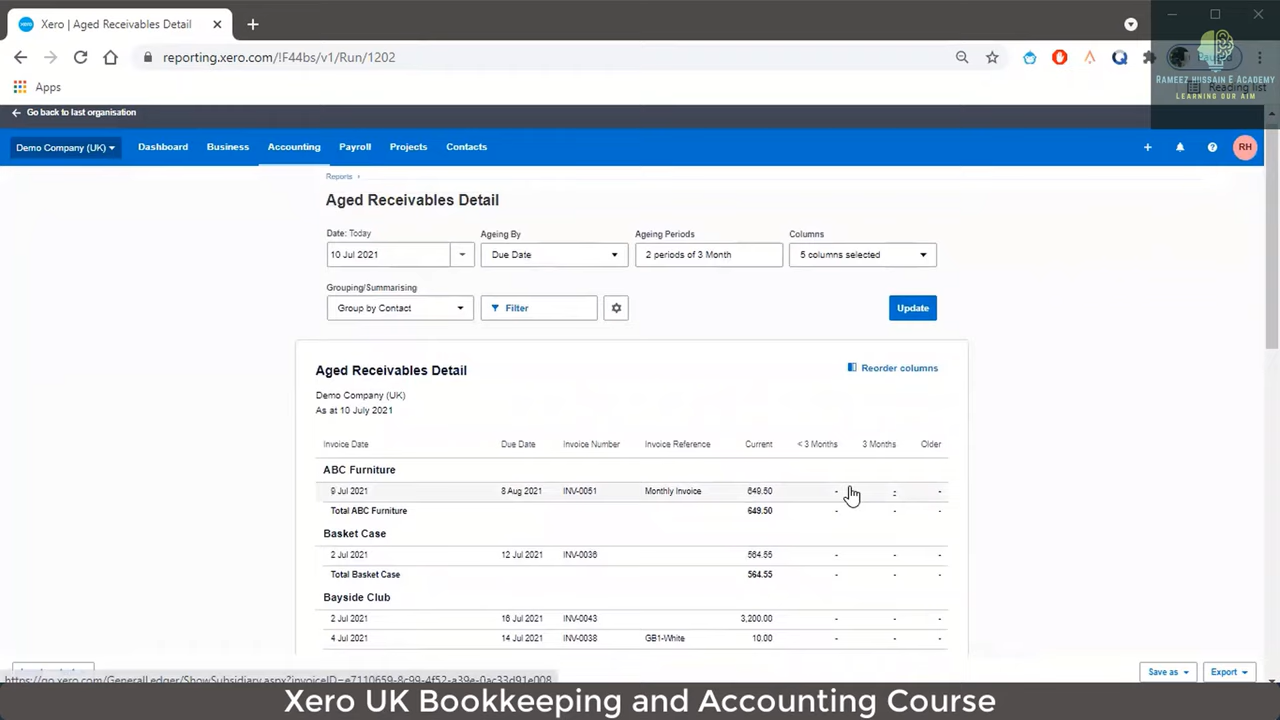 Xero | Aged Receivables Detail
reporting.xero.com/!F44bs/v1/Run/1202
Apps
RAMEEZ HUSSAIN E ACADEMY
LEARNING OUR AIM
Reading list
Go back to last organisation
Demo Company (UK) Dashboard Business Accounting Payroll Projects Contacts RH
Reports
Aged Receivables Detail
Date: Today Ageing By Ageing Periods Columns
10 Jul 2021 Due Date 2 periods of 3 Month 5 columns selected
Grouping/Summarising
Group by Contact Filter Update
Aged Receivables Detail Reorder columns
Demo Company (UK)
As at 10 July 2021
Invoice Date Due Date Invoice Number Invoice Reference Current < 3 Months 3 Months Older
ABC Furniture
9 Jul 2021 8 Aug 2021 INV-0051 Monthly Invoice 649.50 - - -
Total ABC Furniture 649.50 - - -
Basket Case
2 Jul 2021 12 Jul 2021 INV-0036 564.55 - - -
Total Basket Case 564.55 - - -
Bayside Club
2 Jul 2021 16 Jul 2021 INV-0043 3,200.00
4 Jul 2021 14 Jul 2021 INV-0038 GB1-White 10.00 - - -
Save as Export
Xero UK Bookkeeping and Accounting Course